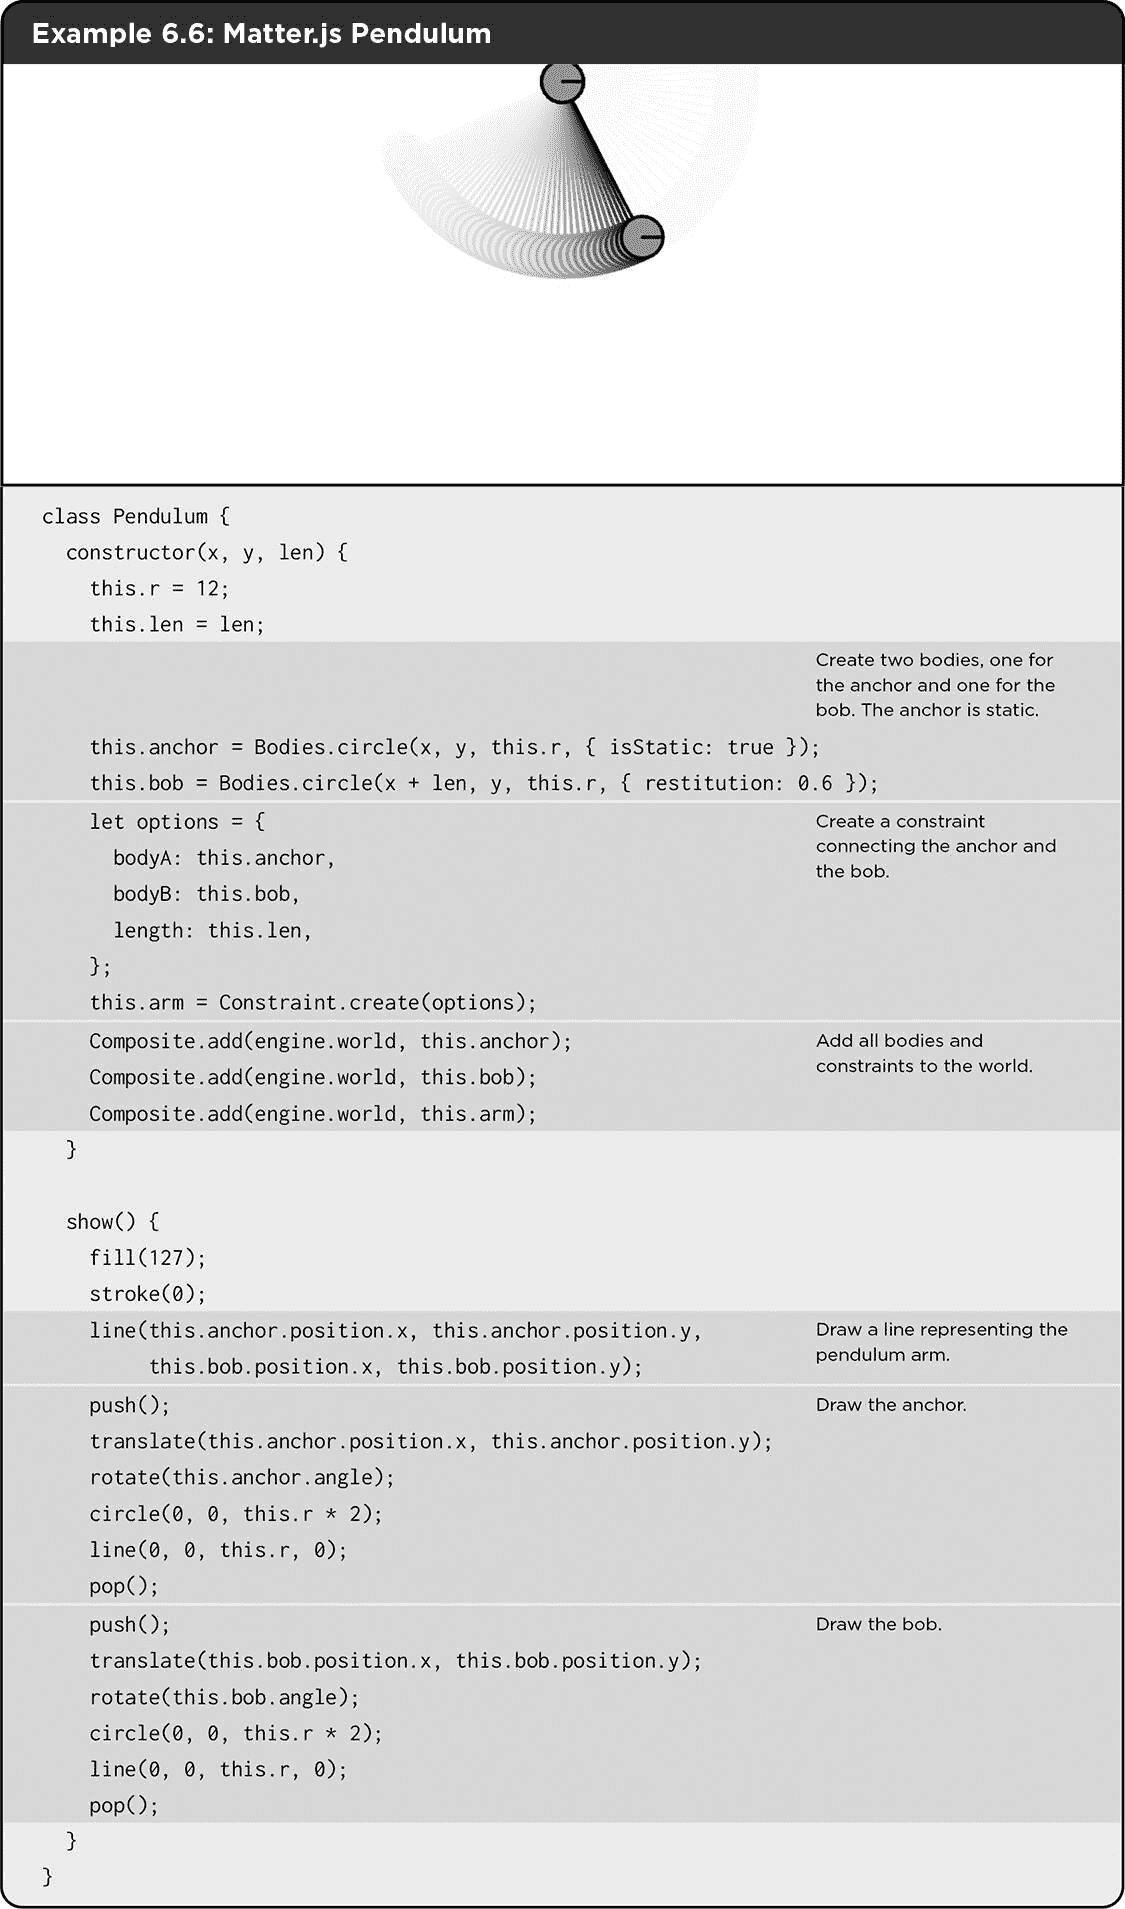 Example 6.6: Matter.js Pendulum
class Pendulum {
constructor(x, y, len) {
this.r = 12;
this.len = len;
Create two bodies, one for
the anchor and one for the
bob. The anchor is static.
this.anchor = Bodies.circle(x, y, this.r, { isStatic: true });
this.bob = Bodies.circle(x + len, y, this.r, { restitution: 0.6 });
let options = {
bodyA: this.anchor,
bodyB: this.bob,
length: this.len,
};
this.arm = Constraint.create(options);
Create a constraint
connecting the anchor and
the bob.
Composite.add(engine.world, this.anchor);
Composite.add(engine.world, this.bob);
Composite.add(engine.world, this.arm);
Add all bodies and
constraints to the world.
}
show() {
fill(127);
stroke(0);
line(this.anchor.position.x, this.anchor.position.y,
this.bob.position.x, this.bob.position.y);
Draw a line representing the
pendulum arm.
push();
translate(this.anchor.position.x, this.anchor.position.y);
rotate(this.anchor.angle);
circle(0, 0, this.r * 2);
line(0, 0, this.r, 0);
pop();
Draw the anchor.
push();
translate(this.bob.position.x, this.bob.position.y);
rotate(this.bob.angle);
circle(0, 0, this.r * 2);
line(0, 0, this.r, 0);
pop();
Draw the bob.
}
}